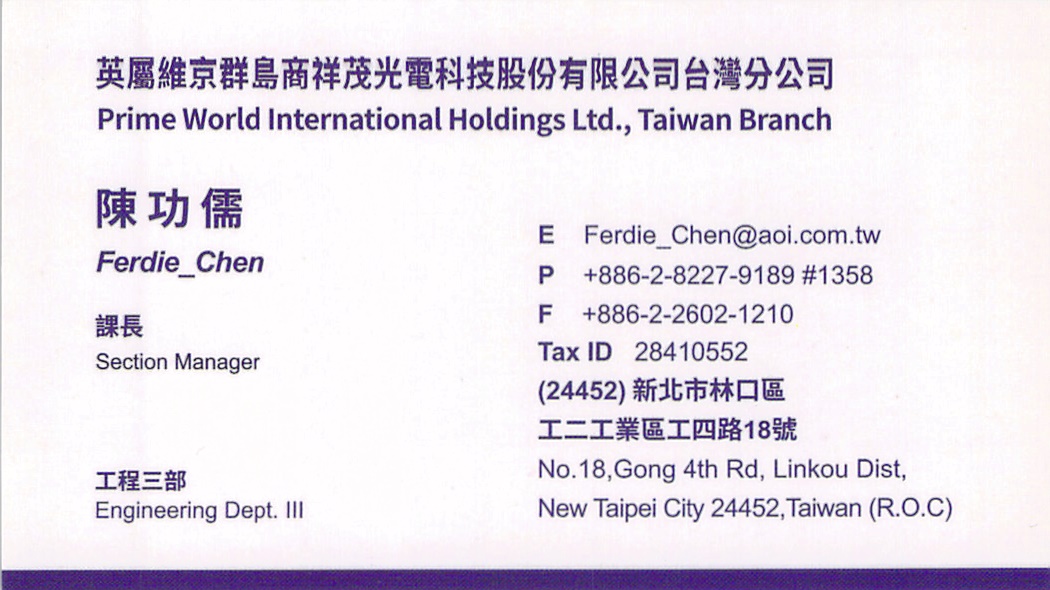 英屬維京群島商祥茂光電科技股份有限公司台灣分公司
Prime World International Holdings Ltd., Taiwan Branch
陳功儒
Ferdie_Chen
課長
Section Manager
工程三部
Engineering Dept. III
E Ferdie_Chen@aoi.com.tw
P +886-2-8227-9189 #1358
F +886-2-2602-1210
Tax ID 28410552
(24452) 新北市林口區
工二工業區工四路18號
No.18,Gong 4th Rd, Linkou Dist,
New Taipei City 24452,Taiwan (R.O.C)